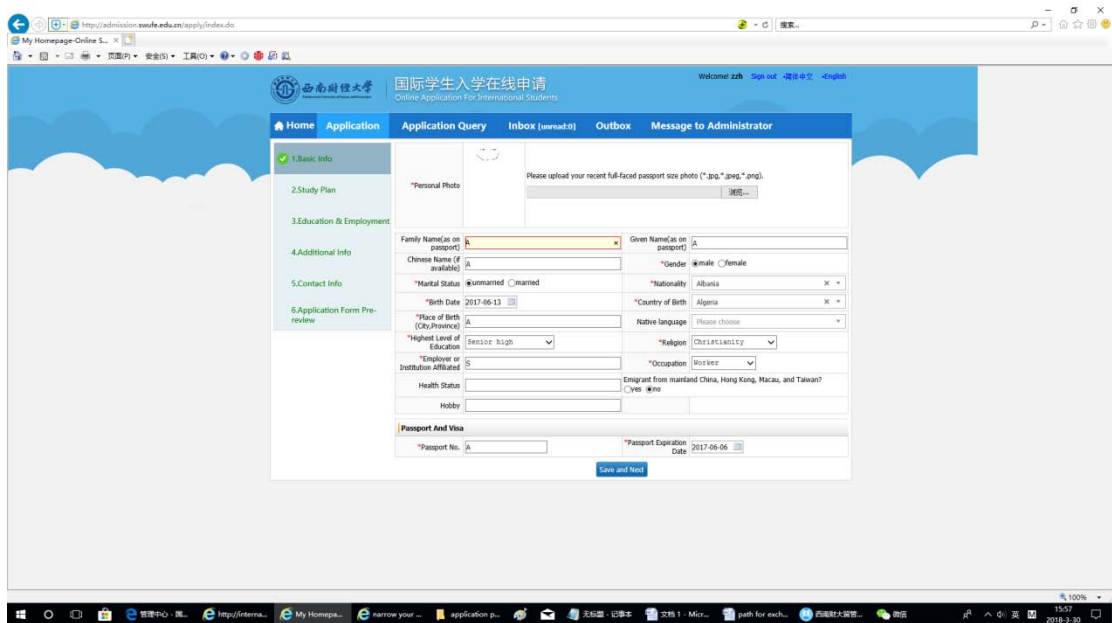 http://admission.swufe.edu.cn/apply/index.do
搜索...
My Homepage-Online S...
页面(P) 安全(S) 工具(O)
西南财经大学
国际学生入学在线申请
Online Application For International Students
Welcome! zzh Sign out •简体中文 •English
Home Application Application Query Inbox [unread:0] Outbox Message to Administrator
1.Basic Info
2.Study Plan
3.Education & Employment
4.Additional Info
5.Contact Info
6.Application Form Pre-review
*Personal Photo
Please upload your recent full-faced passport size photo (*.jpg,*.jpeg,*.png).
浏览...
Family Name(as on passport) A
Given Name(as on passport) A
Chinese Name (if available) A
*Gender male female
*Marital Status unmarried married
*Nationality Albania
*Birth Date 2017-06-13
*Country of Birth Algeria
*Place of Birth (City,Province) A
Native language Please choose
*Highest Level of Education Senior high
*Religion Christianity
*Employer or Institution Affiliated S
*Occupation Worker
Health Status
Emigrant from mainland China, Hong Kong, Macau, and Taiwan?
yes no
Hobby
Passport And Visa
*Passport No. A
*Passport Expiration Date 2017-06-06
Save and Next
100%
管理中心 - 国... http://interna... My Homepa... narrow your ... application p... 无标题 - 记事本 文档 1 - Micr... path for exch... 西南财大留管... 微信
英
15:57
2018-3-30